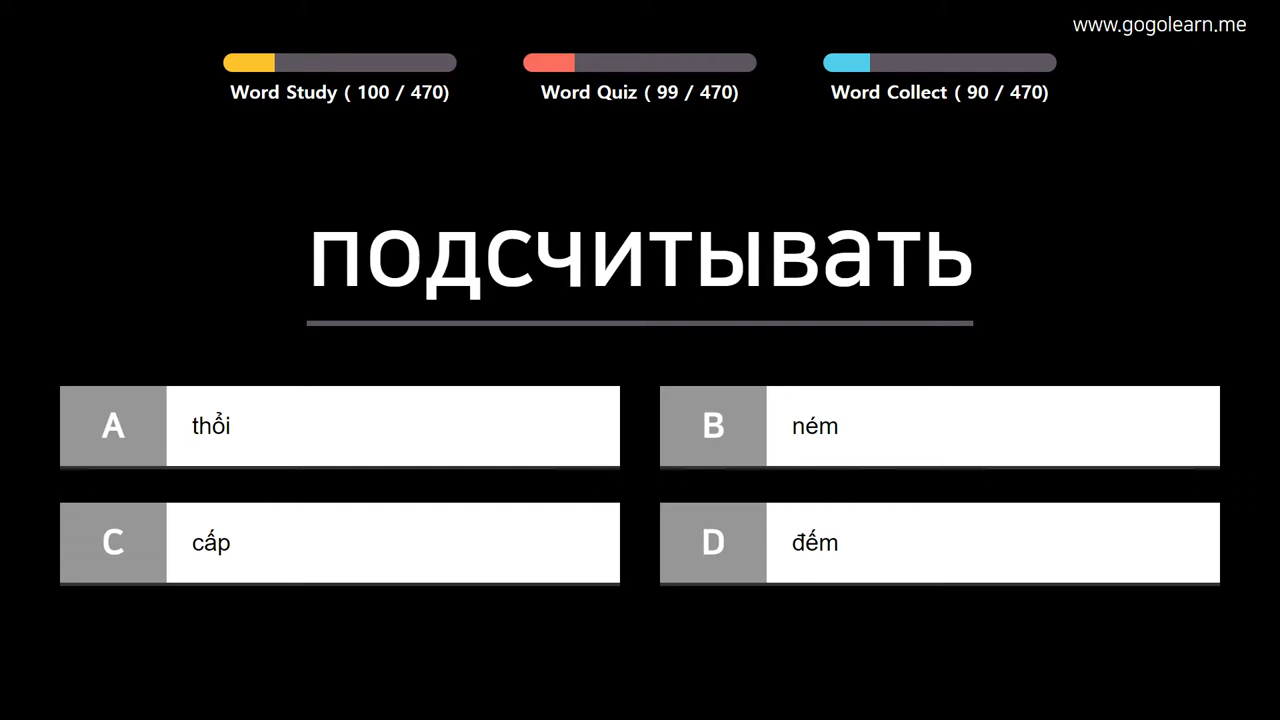 www.gogolearn.me
Word Study ( 100 / 470)
Word Quiz ( 99 / 470)
Word Collect ( 90 / 470)
подсчитывать
A thổi
B ném
C cấp
D đếm